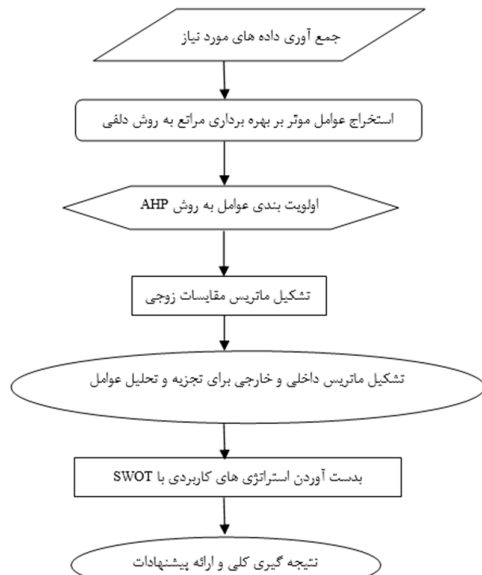 جمع آوری داده های مورد نیاز
استخراج عوامل موثر بر بهره برداری مراتع به روش دلفی
اولویت بندی عوامل به روش AHP
تشکیل ماتریس مقایسات زوجی
تشکیل ماتریس داخلی و خارجی برای تجزیه و تحلیل عوامل
بدست آوردن استراتژی های کاربردی با SWOT
نتیجه گیری کلی و ارائه پیشنهادات